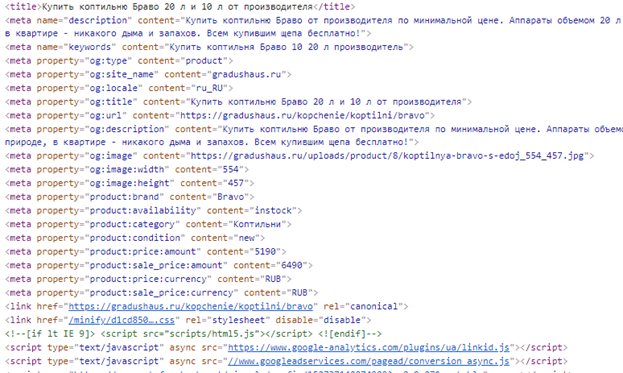 <title>Купить коптильню Браво 20 л и 10 л от производителя</title>
<meta name="description" content="Купить коптильню Браво от производителя по минимальной цене. Аппараты объемом 20 л
в квартире - никакого дыма и запахов. Всем купившим щепа бесплатно!">
<meta name="keywords" content="Купить коптильня Браво 10 20 л производитель">
<meta property="og:type" content="product">
<meta property="og:site_name" content="gradushaus.ru">
<meta property="og:locale" content="ru_RU">
<meta property="og:title" content="Купить коптильню Браво 20 л и 10 л от производителя">
<meta property="og:url" content="https://gradushaus.ru/kopchenie/koptilni/bravo">
<meta property="og:description" content="Купить коптильню Браво от производителя по минимальной цене. Аппараты объемо
природе, в квартире - никакого дыма и запахов. Всем купившим щепа бесплатно!">
<meta property="og:image" content="https://gradushaus.ru/uploads/product/8/koptilnya-bravo-s-edoj_554_457.jpg">
<meta property="og:image:width" content="554">
<meta property="og:image:height" content="457">
<meta property="product:brand" content="Bravo">
<meta property="product:availability" content="instock">
<meta property="product:category" content="Коптильни">
<meta property="product:condition" content="new">
<meta property="product:price:amount" content="5190">
<meta property="product:sale_price:amount" content="6490">
<meta property="product:price:currency" content="RUB">
<meta property="product:sale_price:currency" content="RUB">
<link href="https://gradushaus.ru/kopchenie/koptilni/bravo" rel="canonical">
<link href="/minify/d1cd850….css" rel="stylesheet" disable="disable">
<!--[if lt IE 9]> <script src="scripts/html5.js"></script> <![endif]-->
<script type="text/javascript" async src="https://www.google-analytics.com/plugins/ua/linkid.js"></script>
<script type="text/javascript" async src="//www.googleadservices.com/pagead/conversion_async.js"></script>